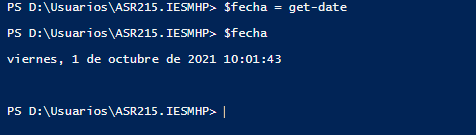 PS D:\Usuarios\ASR215.IESMHP> $fecha = get-date
PS D:\Usuarios\ASR215.IESMHP> $fecha
viernes, 1 de octubre de 2021 10:01:43
PS D:\Usuarios\ASR215.IESMHP>